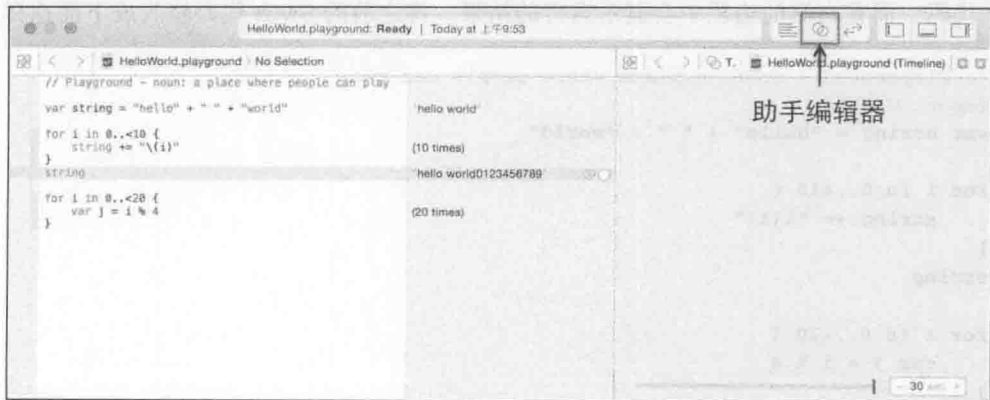 HelloWorld.playground: Ready | Today at 上午9:53
HelloWorld.playground › No Selection
T. HelloWorld.playground (Timeline)
助手编辑器
// Playground - noun: a place where people can play
var string = "hello" + " " + "world"
"hello world"
for i in 0..<10 {
string += "\(i)"
(10 times)
}
string
"hello world0123456789"
for i in 0..<20 {
var j = i % 4
(20 times)
}
- 30 sec +